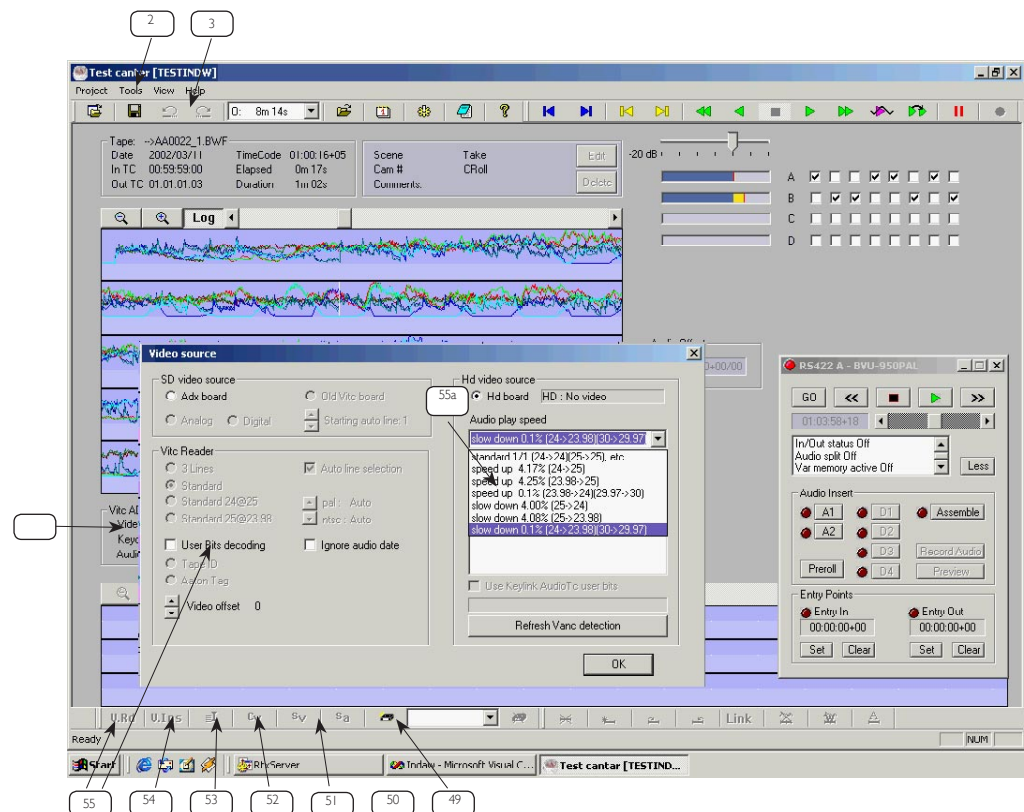 2
3
Test cantar [TESTINDW]
Project Tools View Help
0: 8m 14s
Tape: -->AA0022_1.BWF
Date 2002/03/11 TimeCode 01:00:16+05
In TC 00:59:59:00 Elapsed 0m 17s
Out TC 01.01.01.03 Duration 1m 02s
Scene Take
Cam # CRoll
Comments:
Edit
Delete
-20 dB
A
B
C
D
Log
Video source
SD video source
Adx board Old Vitc board
Analog Digital Starting auto line: 1
Vitc Reader
3 Lines Auto line selection
Standard
Standard 24@25 pal : Auto
Standard 25@23.98 ntsc : Auto
User Bits decoding Ignore audio date
Tape ID
Aaton Tag
Video offset 0
Hd video source
55a
Hd board HD : No video
Audio play speed
slow down 0.1% (24->23.98)(30->29.97
standard 1/1 (24->24)(25->25), etc
speed up 4.17% (24->25)
speed up 4.25% (23.98->25)
speed up 0.1% (23.98->24)(29.97->30)
slow down 4.00% (25->24)
slow down 4.08% (25->23.98)
slow down 0.1% (24->23.98)(30->29.97)
Use Keylink AudioTc user bits
Refresh Vanc detection
OK
0+00/00
RS422 A - BVU-950PAL
GO
01:03:58+18
In/Out status Off
Audio split Off
Var memory active Off
Less
Audio Insert
A1 D1 Assemble
A2 D2
D3 Record Audio
Preroll D4 Preview
Entry Points
Entry In Entry Out
00:00:00+00 00:00:00+00
Set Clear Set Clear
U.Rd U.Ins I Cv Sv Sa
Link
Ready
NUM
Start RtxServer Indaw - Microsoft Visual C... Test cantar [TESTIND...
55 54 53 52 51 50 49